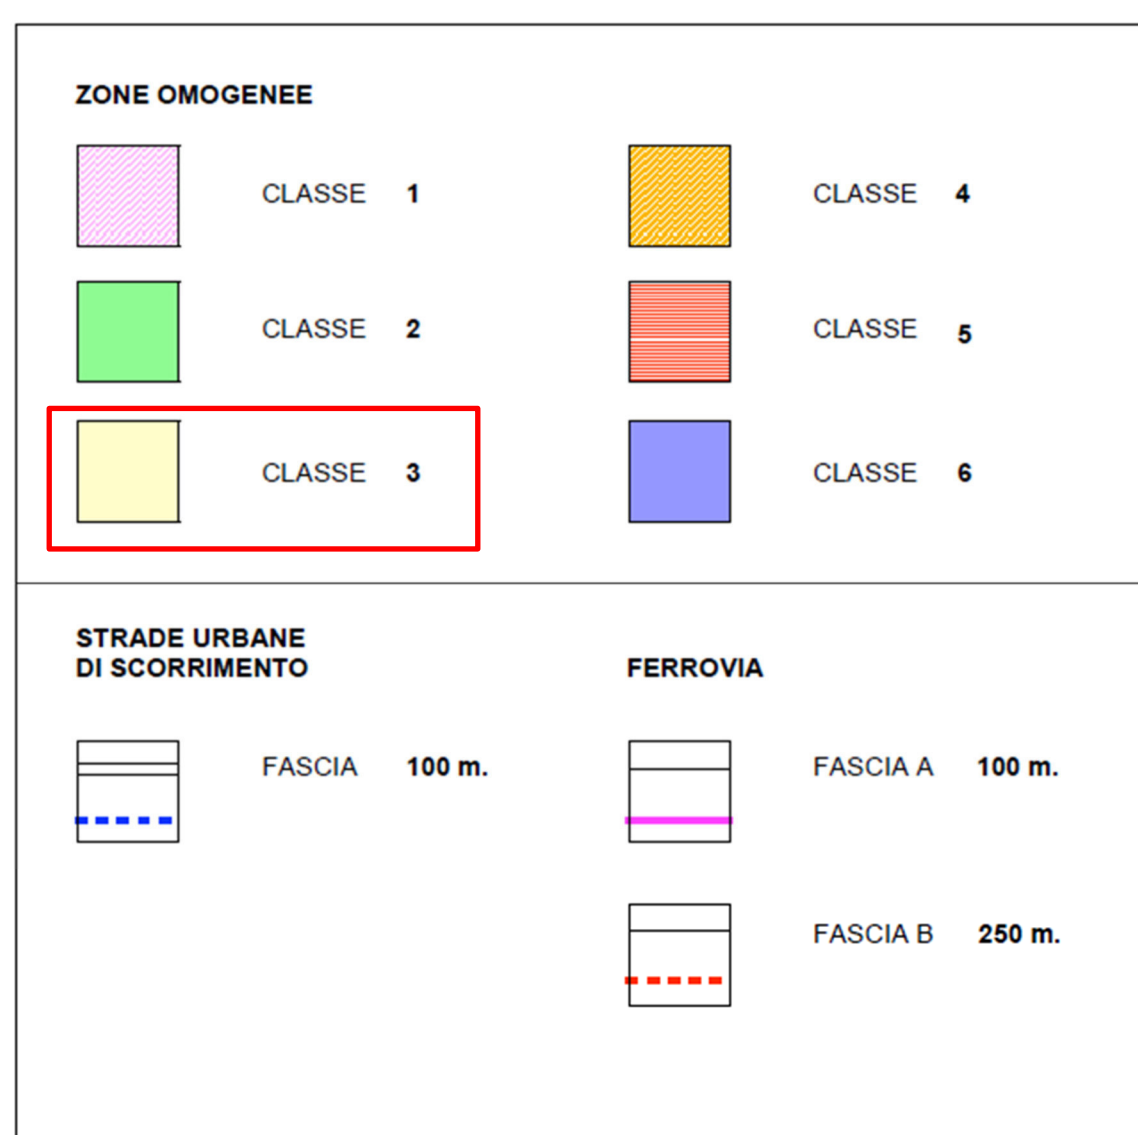 ZONE OMOGENEE
CLASSE 1
CLASSE 4
CLASSE 2
CLASSE 5
CLASSE 3
CLASSE 6
STRADE URBANE
DI SCORRIMENTO
FERROVIA
FASCIA 100 m.
FASCIA A 100 m.
FASCIA B 250 m.